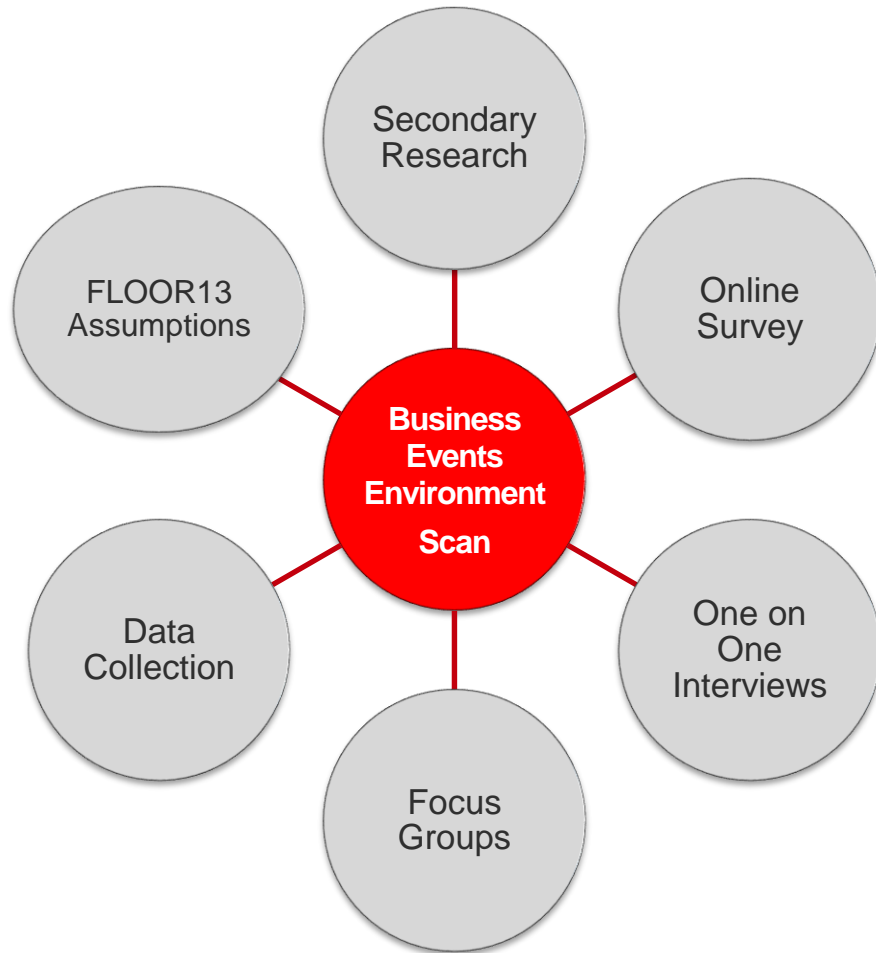 Secondary
Research
FLOOR13
Assumptions
Online
Survey
Business
Events
Environment
Scan
Data
Collection
One on
One
Interviews
Focus
Groups